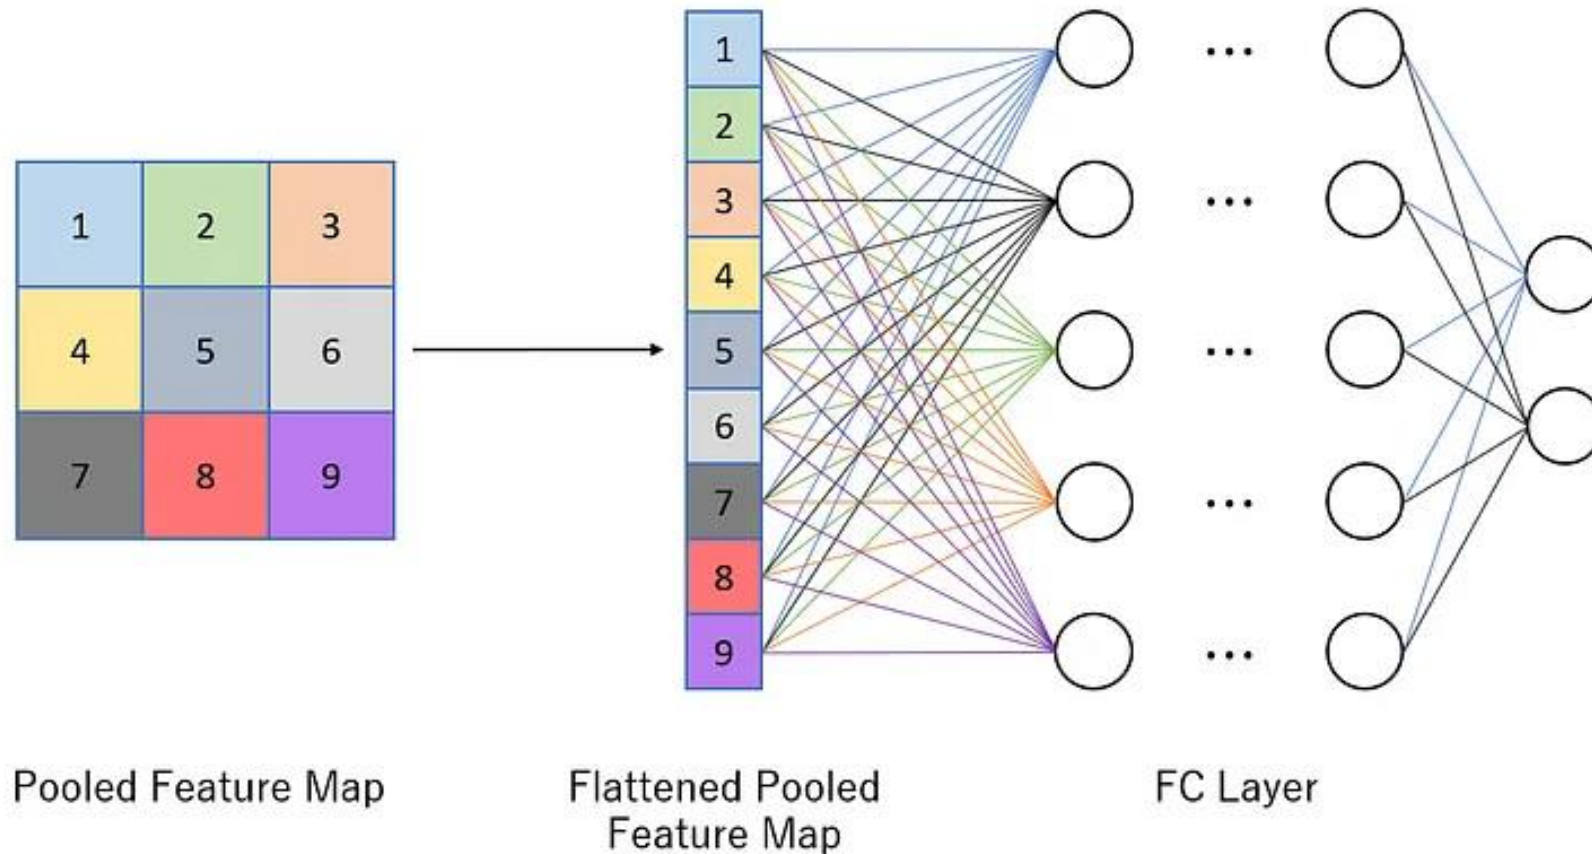 1 2 3
4 5 6
7 8 9
1
2
3
4
5
6
7
8
9
...
...
...
...
...
Pooled Feature Map
Flattened Pooled
Feature Map
FC Layer